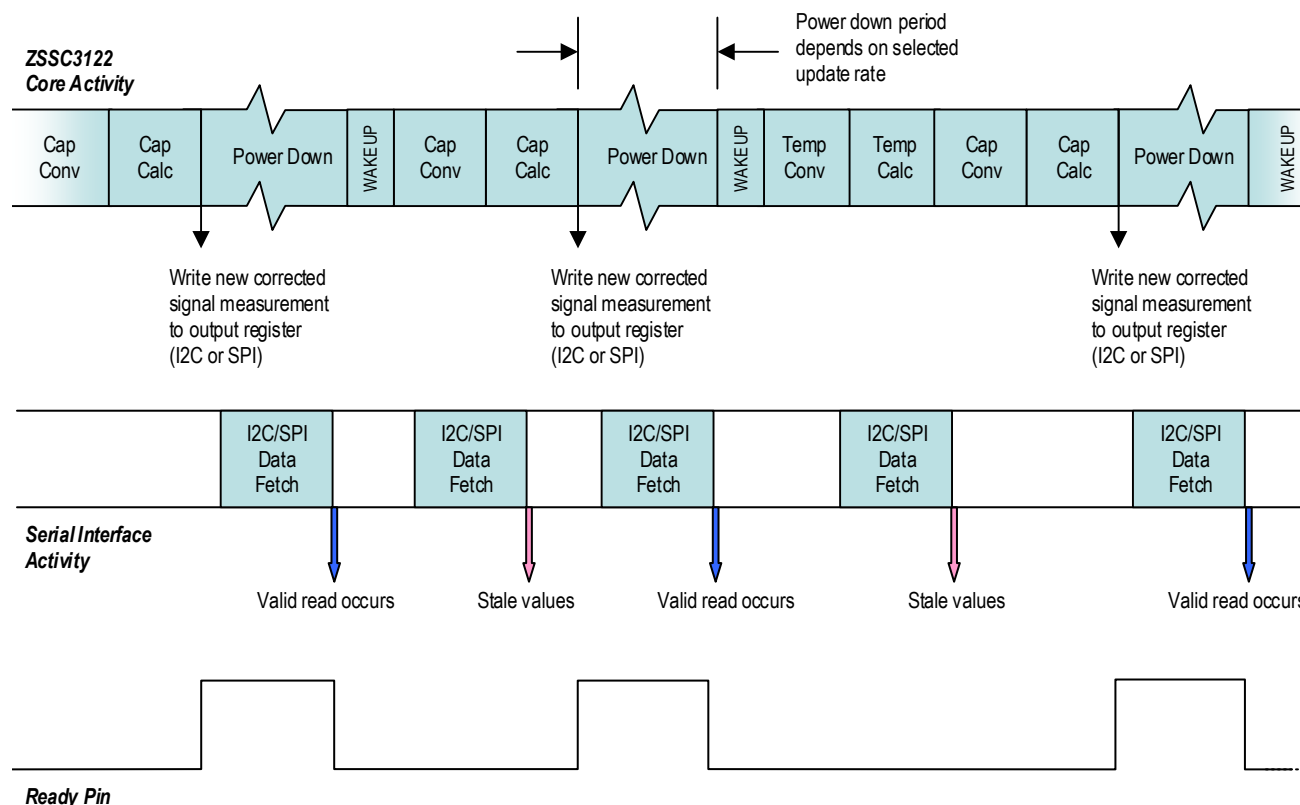 Power down period
depends on selected
update rate
ZSSC3122
Core Activity
Cap
Conv
Cap
Calc
Power Down
WAKE UP
Cap
Conv
Cap
Calc
Power Down
WAKE UP
Temp
Conv
Temp
Calc
Cap
Conv
Cap
Calc
Power Down
WAKE
Write new corrected
signal measurement
to output register
(I2C or SPI)
Write new corrected
signal measurement
to output register
(I2C or SPI)
Write new corrected
signal measurement
to output register
(I2C or SPI)
I2C/SPI
Data
Fetch
I2C/SPI
Data
Fetch
I2C/SPI
Data
Fetch
I2C/SPI
Data
Fetch
I2C/SPI
Data
Fetch
Serial Interface
Activity
Valid read occurs
Stale values
Valid read occurs
Stale values
Valid read occurs
Ready Pin